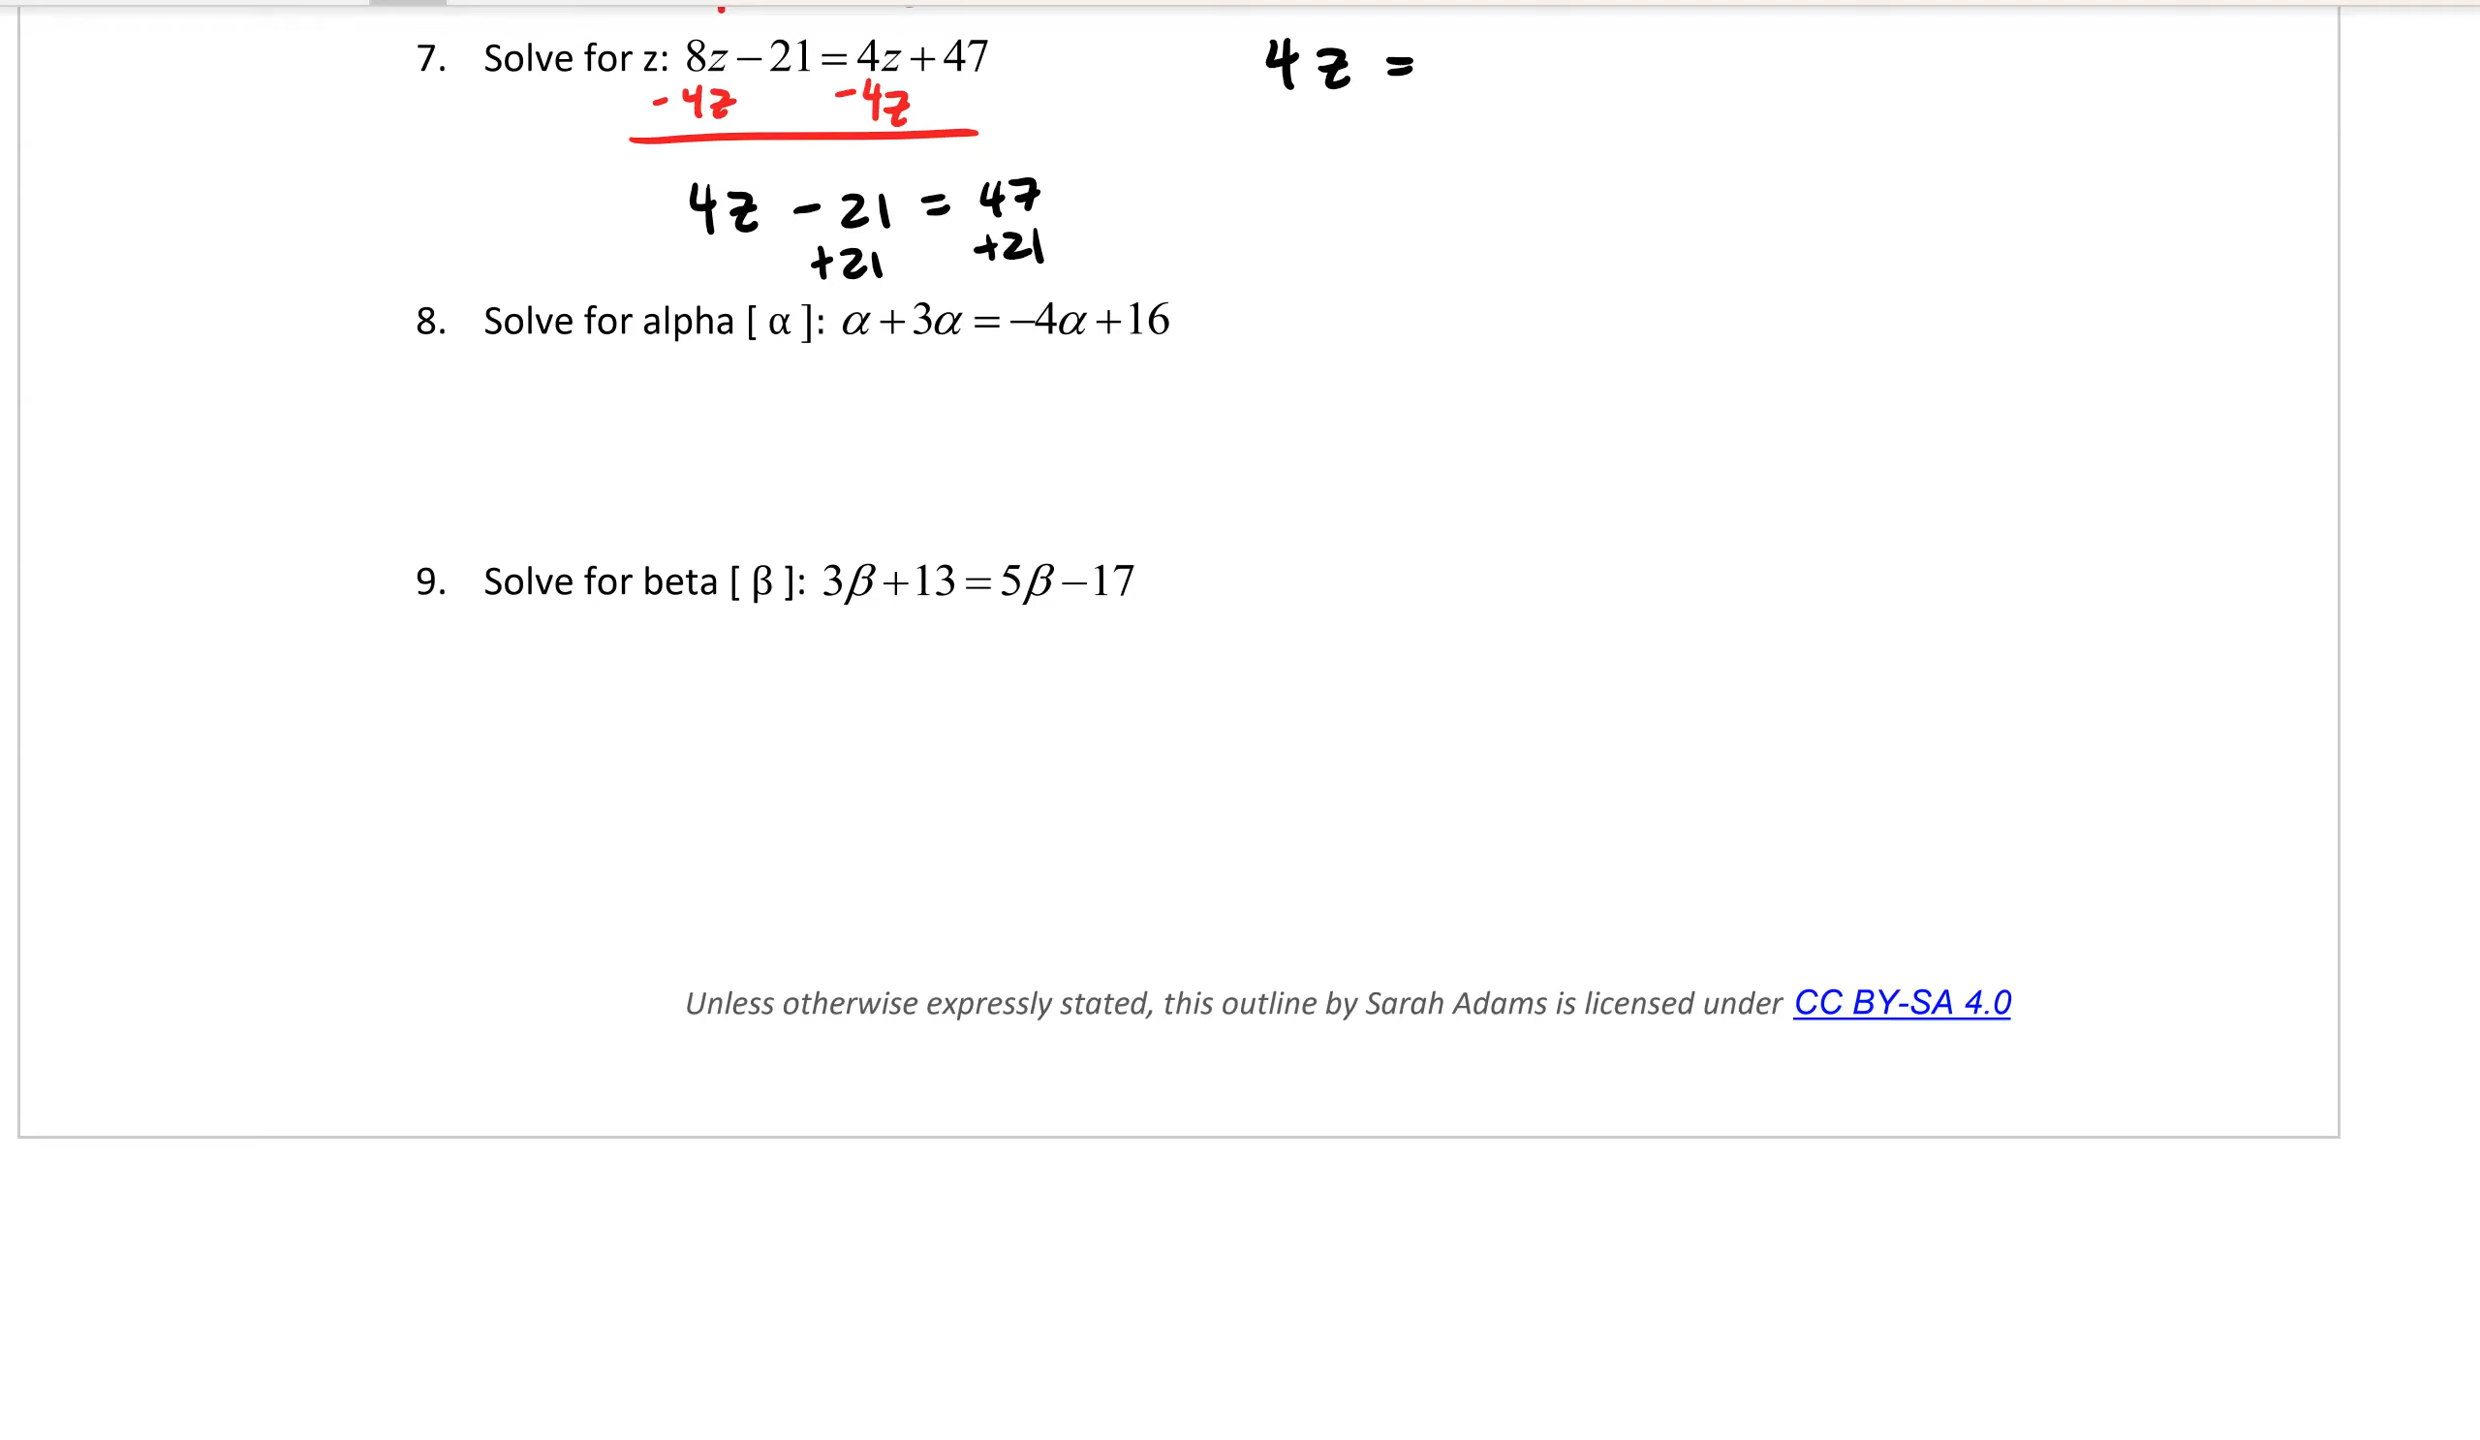 7. Solve for z: 8z − 21 = 4z + 47
- 4z -4z
4z - 21 = 47
+21 +21
4z =
8. Solve for alpha [ α ]: α + 3α = −4α + 16
9. Solve for beta [ β ]: 3β + 13 = 5β − 17
Unless otherwise expressly stated, this outline by Sarah Adams is licensed under CC BY-SA 4.0